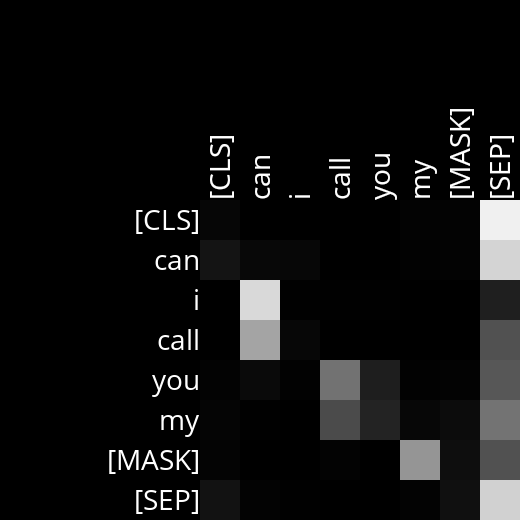 [CLS] can i call you my [MASK] [SEP]
[CLS]
can
i
call
you
my
[MASK]
[SEP]